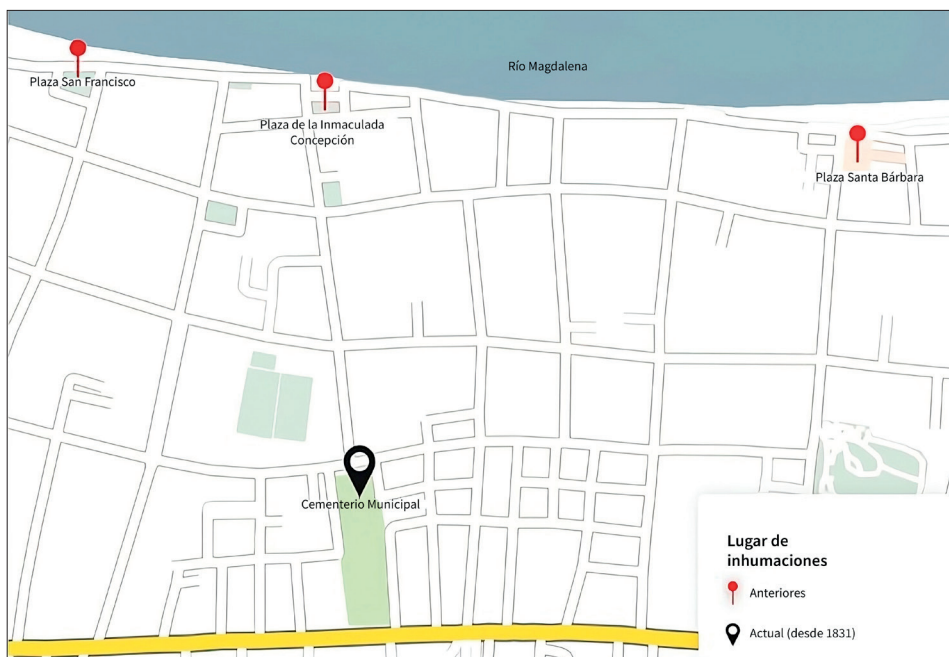 Río Magdalena
Plaza San Francisco
Plaza de la Inmaculada
Concepción
Plaza Santa Bárbara
Cementerio Municipal
Lugar de
inhumaciones
Anteriores
Actual (desde 1831)